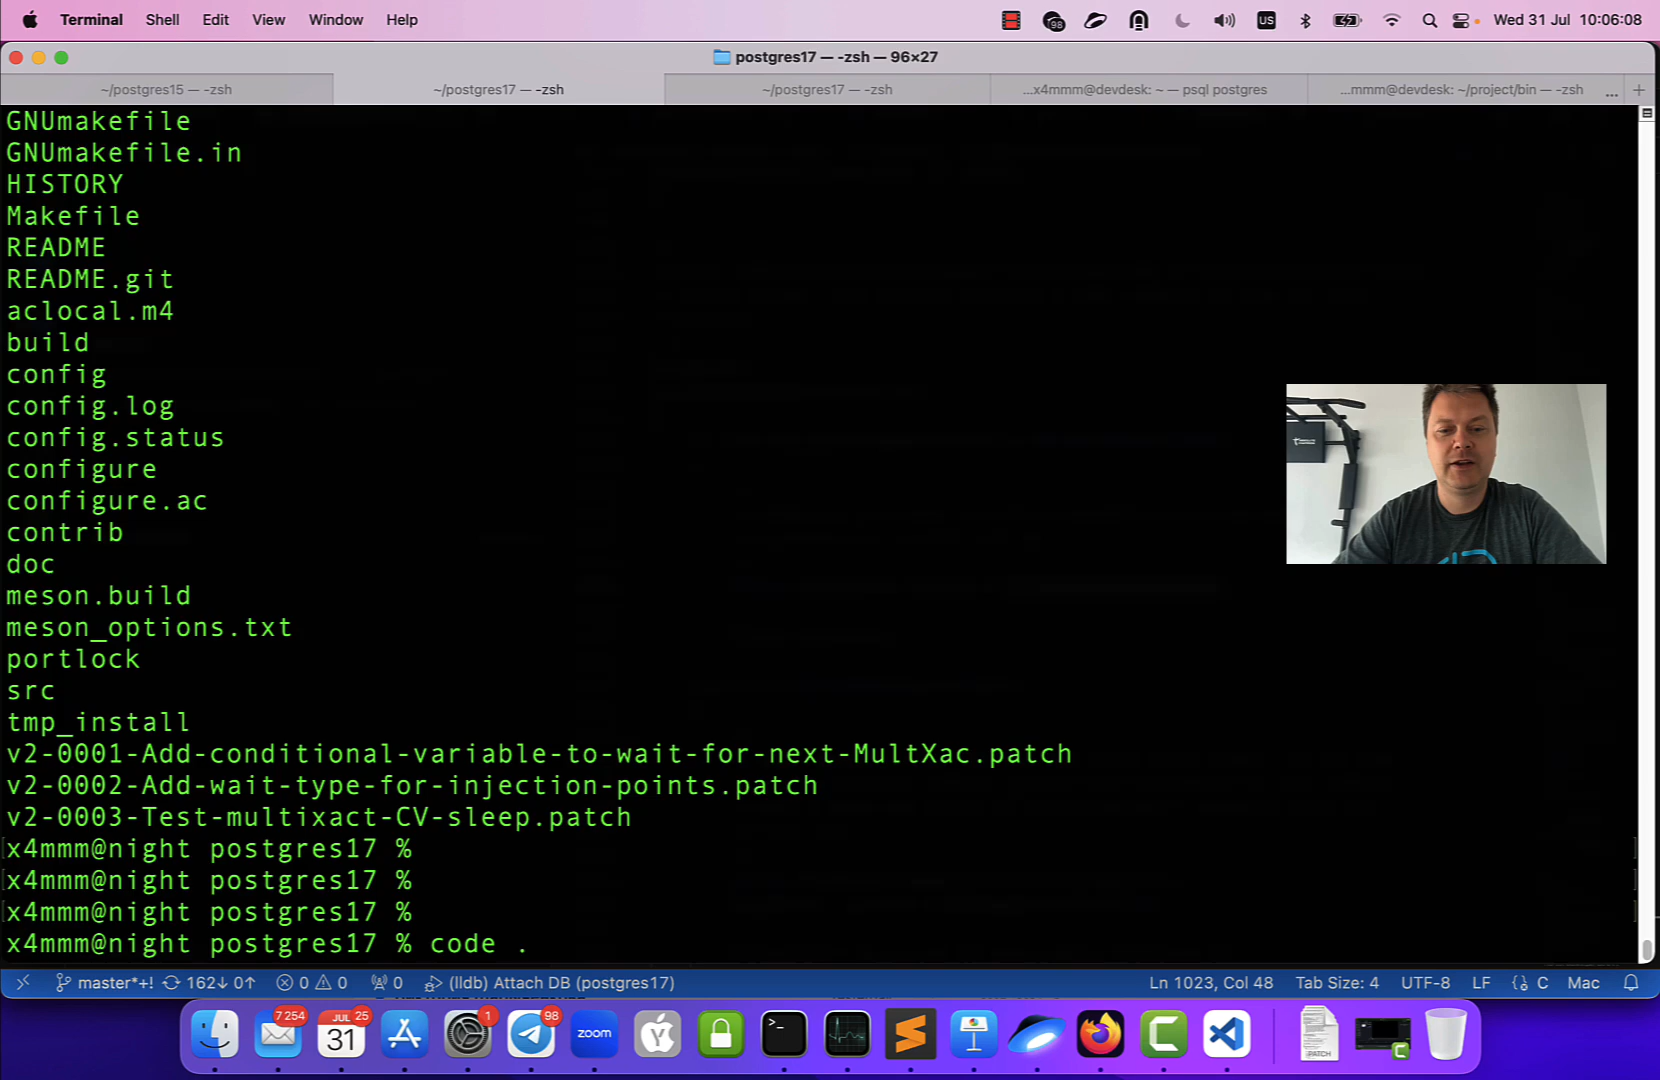 Terminal Shell Edit View Window Help
98
US
Wed 31 Jul 10:06:08
postgres17 — -zsh — 96×27
~/postgres15 — -zsh
~/postgres17 — -zsh
~/postgres17 — -zsh
...x4mmm@devdesk: ~ — psql postgres
...mmm@devdesk: ~/project/bin — -zsh
...
+
GNUmakefile
GNUmakefile.in
HISTORY
Makefile
README
README.git
aclocal.m4
build
config
config.log
config.status
configure
configure.ac
contrib
doc
meson.build
meson_options.txt
portlock
src
tmp_install
v2-0001-Add-conditional-variable-to-wait-for-next-MultXac.patch
v2-0002-Add-wait-type-for-injection-points.patch
v2-0003-Test-multixact-CV-sleep.patch
x4mmm@night postgres17 %
x4mmm@night postgres17 %
x4mmm@night postgres17 %
x4mmm@night postgres17 % code .
master*+! 162↓ 0↑ 0 0 0 (lldb) Attach DB (postgres17)
Ln 1023, Col 48 Tab Size: 4 UTF-8 LF {} C Mac
7 254
JUL 25
31
1
98
zoom
>_
PATCH